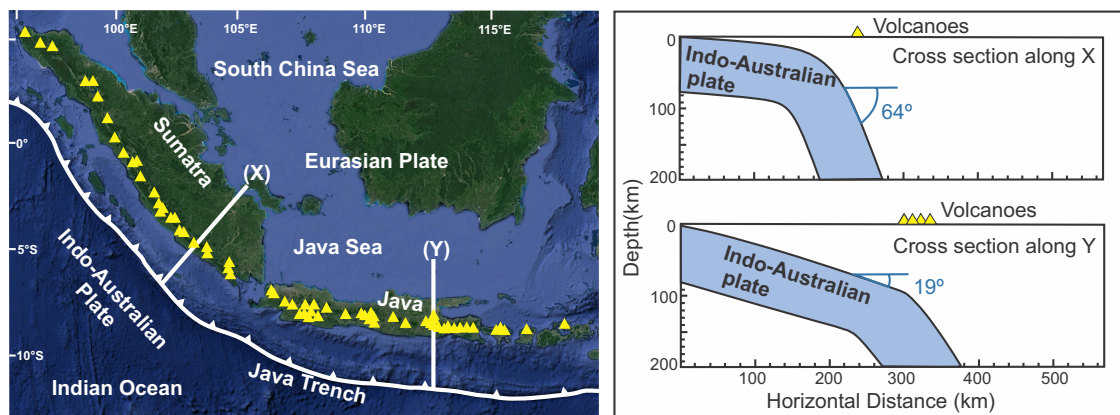 100°E
105°E
110°E
115°E
South China Sea
0°
Sumatra
Eurasian Plate
(X)
-5°S
Java Sea
(Y)
Indo-Australian
Plate
Java
10°S
Java Trench
Indian Ocean
Volcanoes
Cross section along X
Indo-Australian
plate
64º
0
100
200
Volcanoes
Cross section along Y
Indo-Australian
plate
19º
0
100
200
Depth(km)
100
200
300
400
500
Horizontal Distance (km)